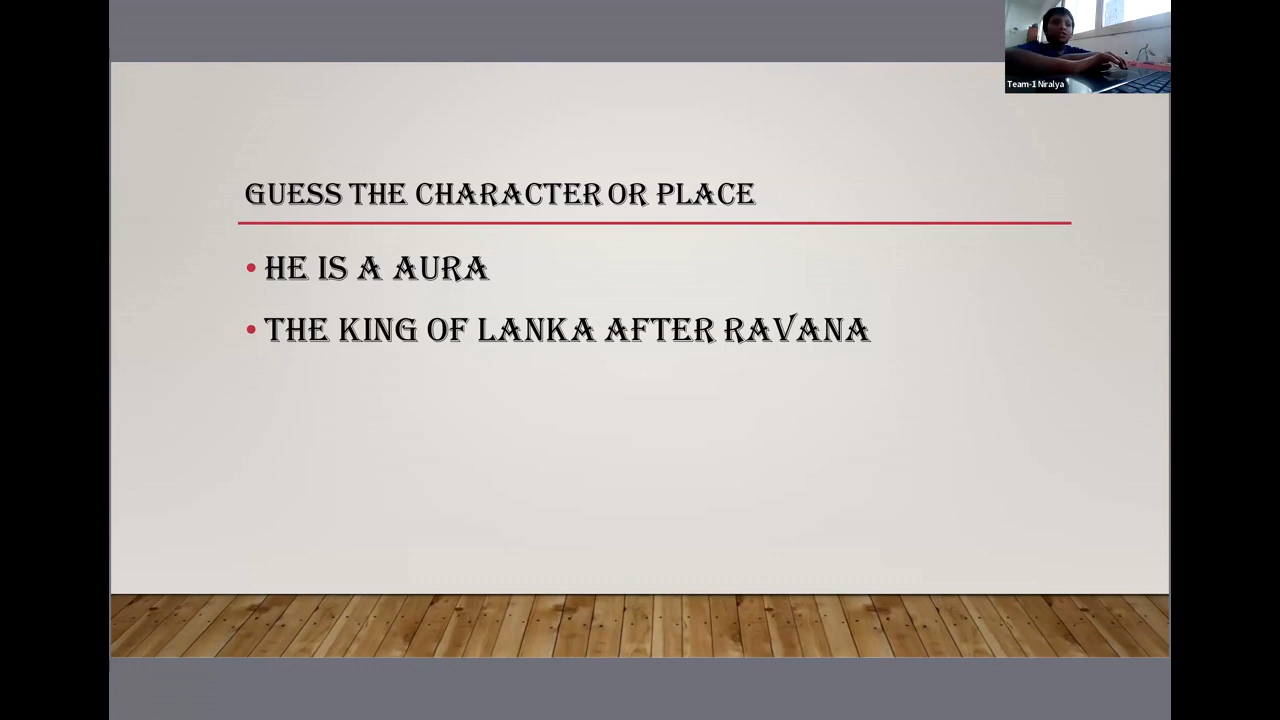 Team-1 Niralya
GUESS THE CHARACTER OR PLACE
• HE IS A AURA
• THE KING OF LANKA AFTER RAVANA